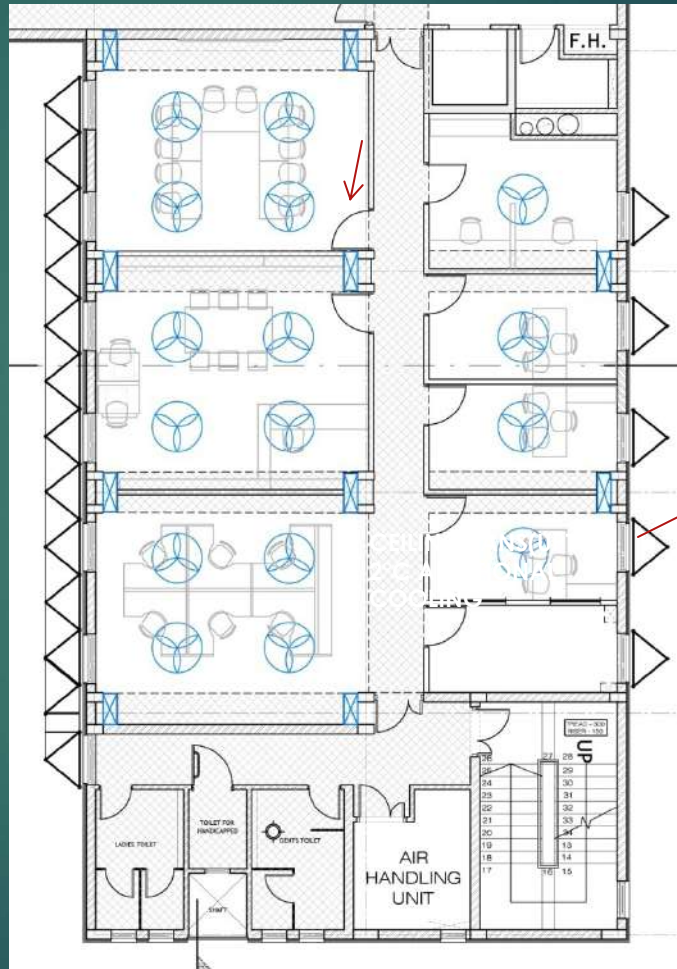 F.H.
COOLING
TREAD - 300
RISER - 150
UP
26 27 28
25 29
24 30
23 31
22 32
21 33
20 34
19 13
18 14
17 16 15
LADIES TOILET
TOILET FOR
HANDICAPPED
GENTS TOILET
SHAFT
AIR
HANDLING
UNIT